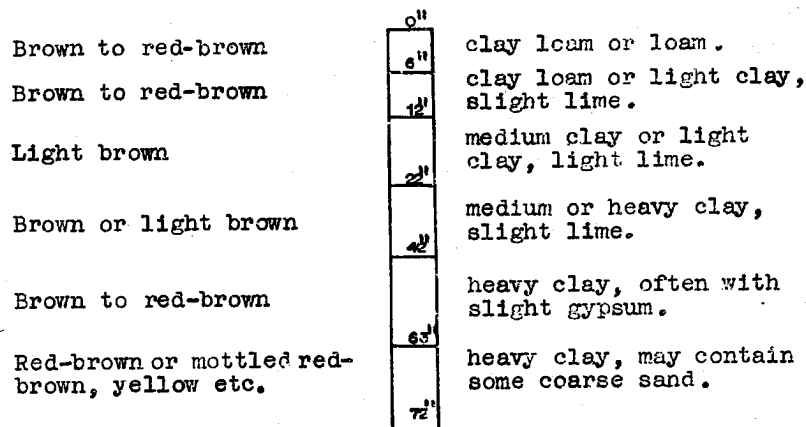 0"
Brown to red-brown
clay loam or loam.
6"
Brown to red-brown
clay loam or light clay,
slight lime.
12"
Light brown
medium clay or light
clay, light lime.
22"
Brown or light brown
medium or heavy clay,
slight lime.
42"
Brown to red-brown
heavy clay, often with
slight gypsum.
63"
Red-brown or mottled red-
brown, yellow etc.
heavy clay, may contain
some coarse sand.
72"